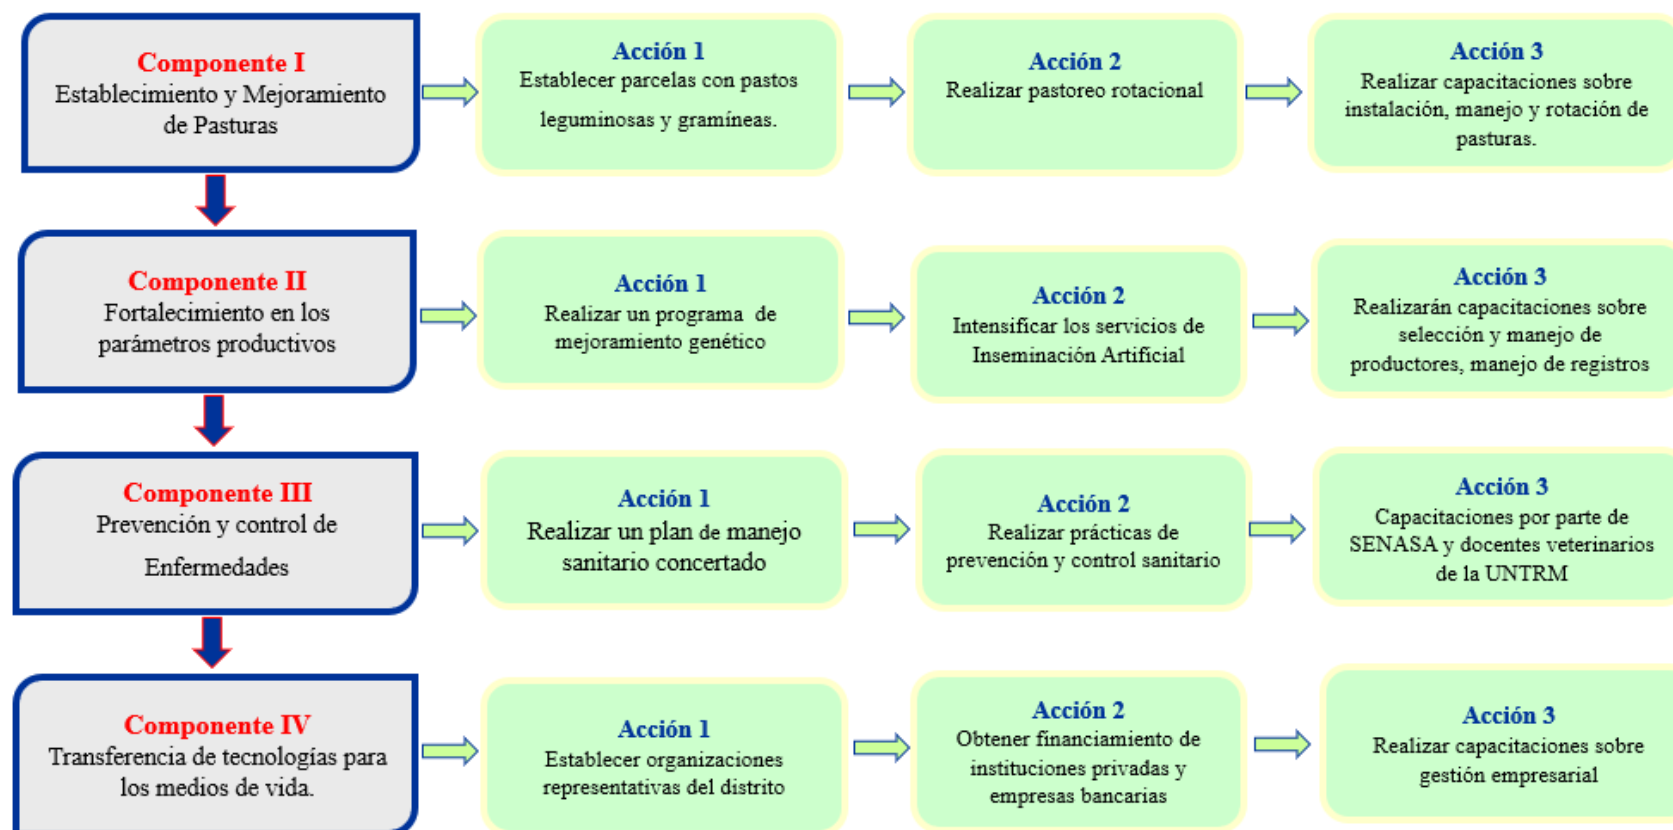 Componente I
Establecimiento y Mejoramiento
de Pasturas
Acción 1
Establecer parcelas con pastos
leguminosas y gramíneas.
Acción 2
Realizar pastoreo rotacional
Acción 3
Realizar capacitaciones sobre
instalación, manejo y rotación de
pasturas.
Componente II
Fortalecimiento en los
parámetros productivos
Acción 1
Realizar un programa de
mejoramiento genético
Acción 2
Intensificar los servicios de
Inseminación Artificial
Acción 3
Realizarán capacitaciones sobre
selección y manejo de
productores, manejo de registros
Componente III
Prevención y control de
Enfermedades
Acción 1
Realizar un plan de manejo
sanitario concertado
Acción 2
Realizar prácticas de
prevención y control sanitario
Acción 3
Capacitaciones por parte de
SENASA y docentes veterinarios
de la UNTRM
Componente IV
Transferencia de tecnologías para
los medios de vida.
Acción 1
Establecer organizaciones
representativas del distrito
Acción 2
Obtener financiamiento de
instituciones privadas y
empresas bancarias
Acción 3
Realizar capacitaciones sobre
gestión empresarial